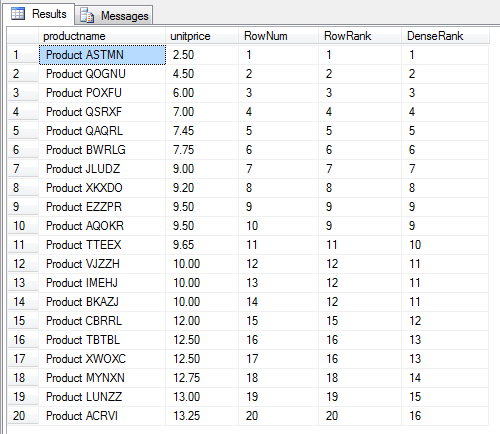 Results Messages
productname unitprice RowNum RowRank DenseRank
1 Product ASTMN 2.50 1 1 1
2 Product QOGNU 4.50 2 2 2
3 Product POXFU 6.00 3 3 3
4 Product QSRXF 7.00 4 4 4
5 Product QAQRL 7.45 5 5 5
6 Product BWRLG 7.75 6 6 6
7 Product JLUDZ 9.00 7 7 7
8 Product XKXDO 9.20 8 8 8
9 Product EZZPR 9.50 9 9 9
10 Product AQOKR 9.50 10 9 9
11 Product TTEEX 9.65 11 11 10
12 Product VJZZH 10.00 12 12 11
13 Product IMEHJ 10.00 13 12 11
14 Product BKAZJ 10.00 14 12 11
15 Product CBRRL 12.00 15 15 12
16 Product TBTBL 12.50 16 16 13
17 Product XWOXC 12.50 17 16 13
18 Product MYNXN 12.75 18 18 14
19 Product LUNZZ 13.00 19 19 15
20 Product ACRVI 13.25 20 20 16